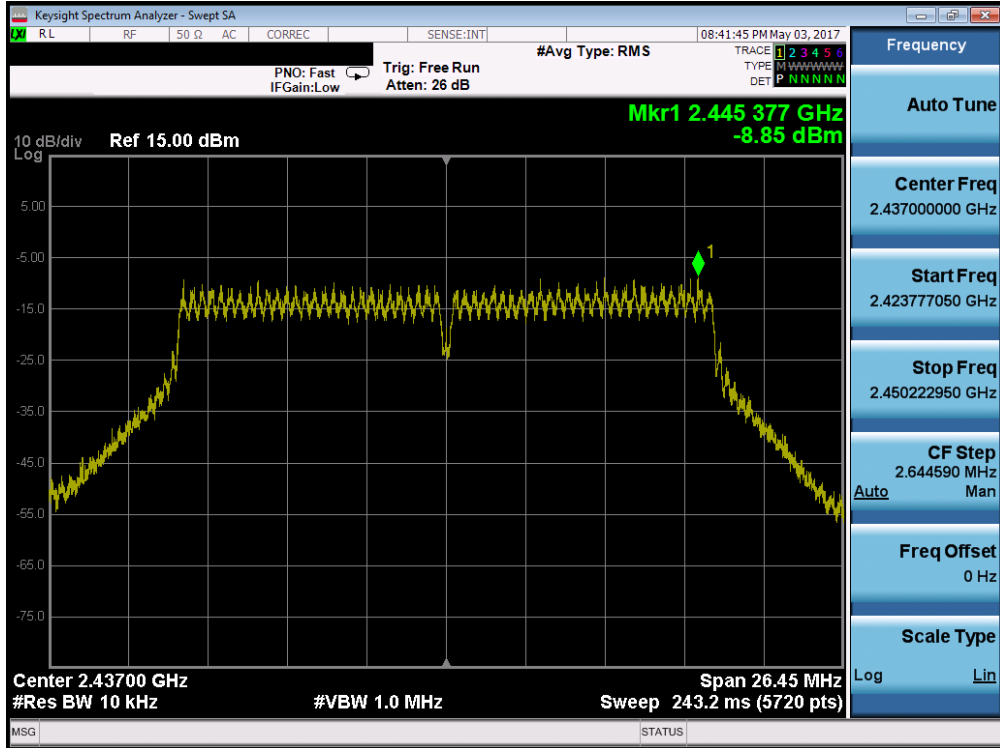 Keysight Spectrum Analyzer - Swept SA
LXI RL RF 50 Ω AC CORREC SENSE:INT 08:41:45 PM May 03, 2017
#Avg Type: RMS
TRACE 1 2 3 4 5 6
TYPE M W W W W W
DET P N N N N N
PNO: Fast
IFGain:Low
Trig: Free Run
Atten: 26 dB
Mkr1 2.445 377 GHz
-8.85 dBm
10 dB/div Ref 15.00 dBm
Log
5.00
-5.00
-15.0
-25.0
-35.0
-45.0
-55.0
-65.0
-75.0
1
Center 2.43700 GHz Span 26.45 MHz
#Res BW 10 kHz #VBW 1.0 MHz Sweep 243.2 ms (5720 pts)
Frequency
Auto Tune
Center Freq
2.437000000 GHz
Start Freq
2.423777050 GHz
Stop Freq
2.450222950 GHz
CF Step
2.644590 MHz
Auto Man
Freq Offset
0 Hz
Scale Type
Log Lin
MSG STATUS